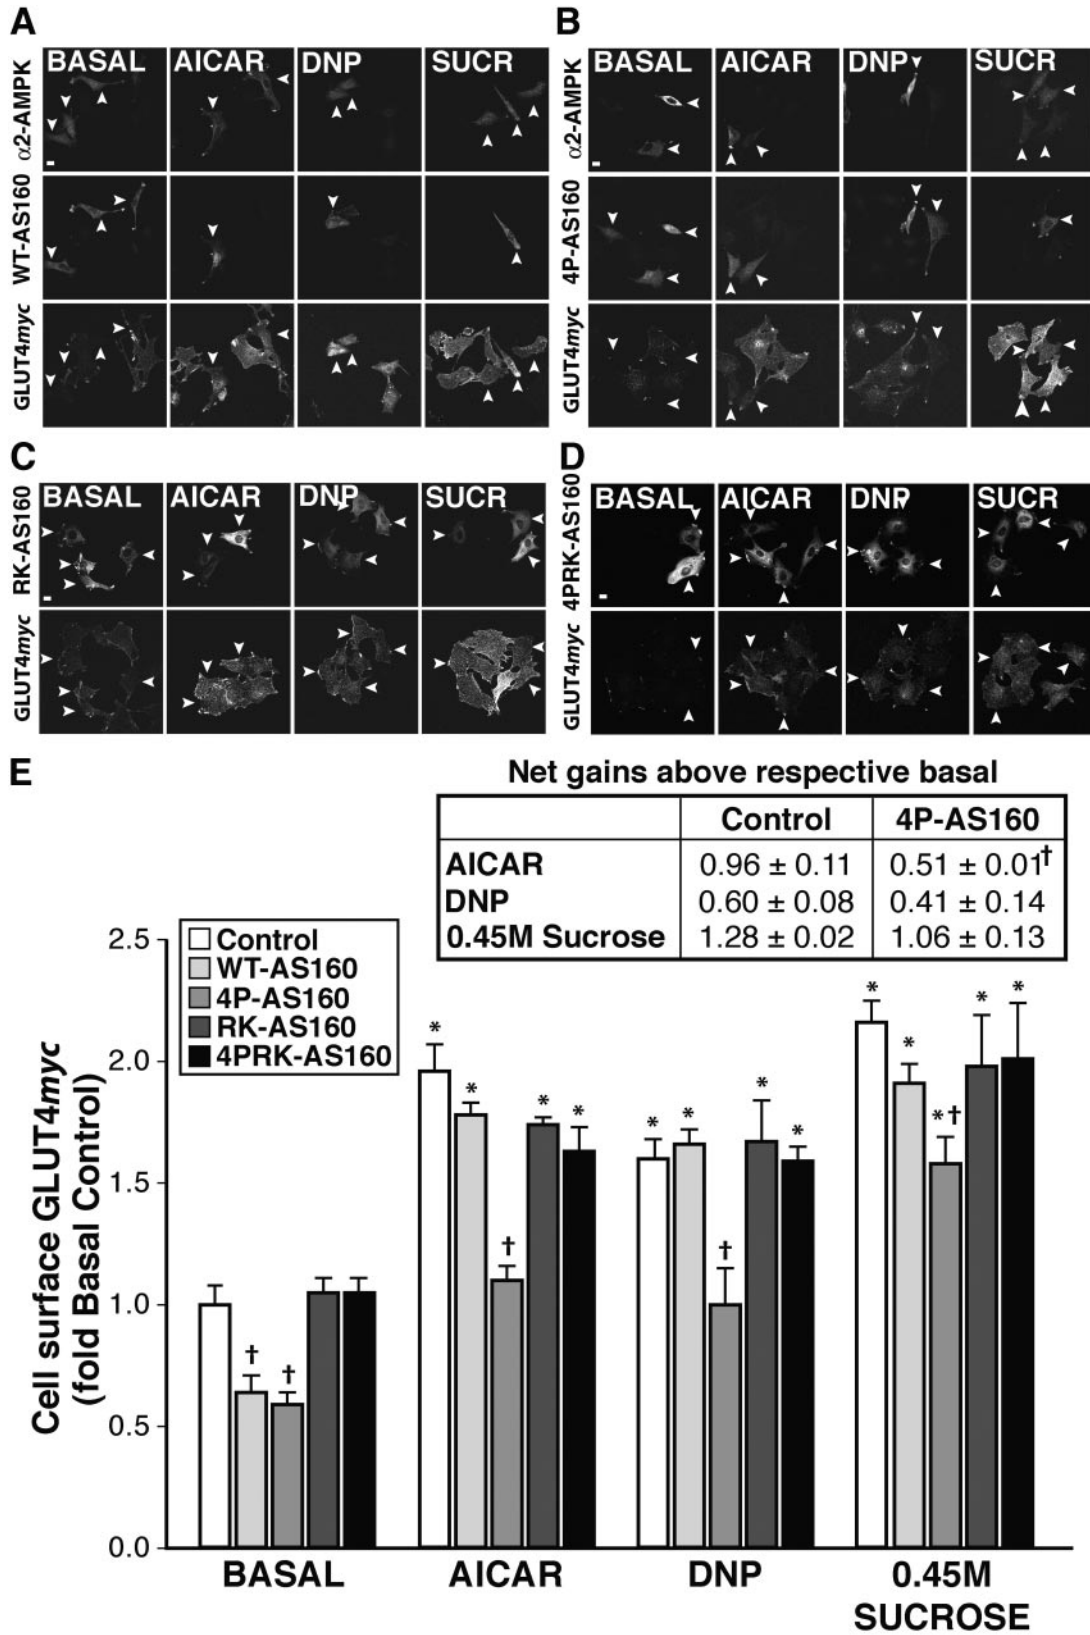 A
BASAL AICAR DNP SUCR
α2-AMPK
WT-AS160
GLUT4myc
B
BASAL AICAR DNP SUCR
α2-AMPK
4P-AS160
GLUT4myc
C
BASAL AICAR DNP SUCR
RK-AS160
GLUT4myc
D
BASAL AICAR DNP SUCR
4PRK-AS160
GLUT4myc
E
Net gains above respective basal
Control 4P-AS160
AICAR 0.96 ± 0.11 0.51 ± 0.01†
DNP 0.60 ± 0.08 0.41 ± 0.14
0.45M Sucrose 1.28 ± 0.02 1.06 ± 0.13
Control
WT-AS160
4P-AS160
RK-AS160
4PRK-AS160
Cell surface GLUT4myc
(fold Basal Control)
2.5
2.0
1.5
1.0
0.5
0.0
† †
* * † * *
* * † * *
* * *† * *
BASAL AICAR DNP 0.45M
SUCROSE